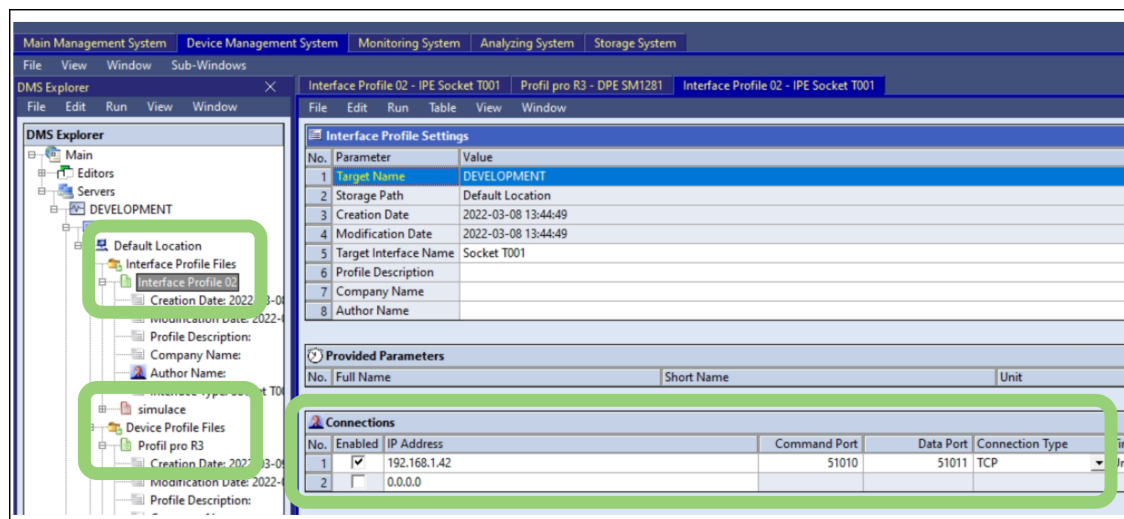 Main Management System Device Management System Monitoring System Analyzing System Storage System
File View Window Sub-Windows
DMS Explorer
File Edit Run View Window
DMS Explorer
Main
Editors
Servers
DEVELOPMENT
Default Location
Interface Profile Files
Interface Profile 02
Creation Date: 2022
Modification Date: 2022-
Profile Description:
Company Name:
Author Name:
simulace
Device Profile Files
Profil pro R3
Creation Date: 2022
Modification Date: 2022-
Profile Description:
Interface Profile 02 - IPE Socket T001 Profil pro R3 - DPE SM1281 Interface Profile 02 - IPE Socket T001
File Edit Run Table View Window
Interface Profile Settings
No. Parameter Value
1 Target Name DEVELOPMENT
2 Storage Path Default Location
3 Creation Date 2022-03-08 13:44:49
4 Modification Date 2022-03-08 13:44:49
5 Target Interface Name Socket T001
6 Profile Description
7 Company Name
8 Author Name
Provided Parameters
No. Full Name Short Name Unit
Connections
No. Enabled IP Address Command Port Data Port Connection Type
1 192.168.1.42 51010 51011 TCP
2 0.0.0.0